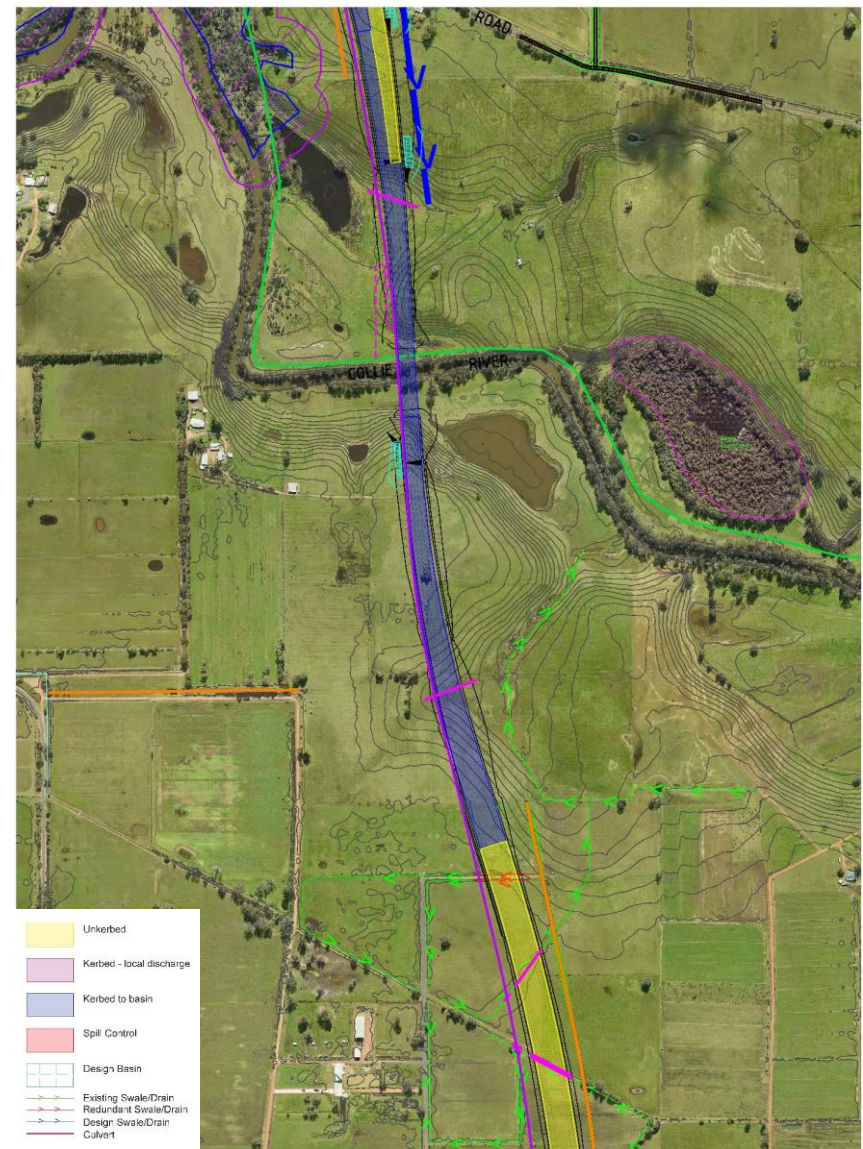 ROAD
COLLIE RIVER
Unkerbed
Kerbed - local discharge
Kerbed to basin
Spill Control
Design Basin
Existing Swale/Drain
Redundant Swale/Drain
Design Swale/Drain
Culvert